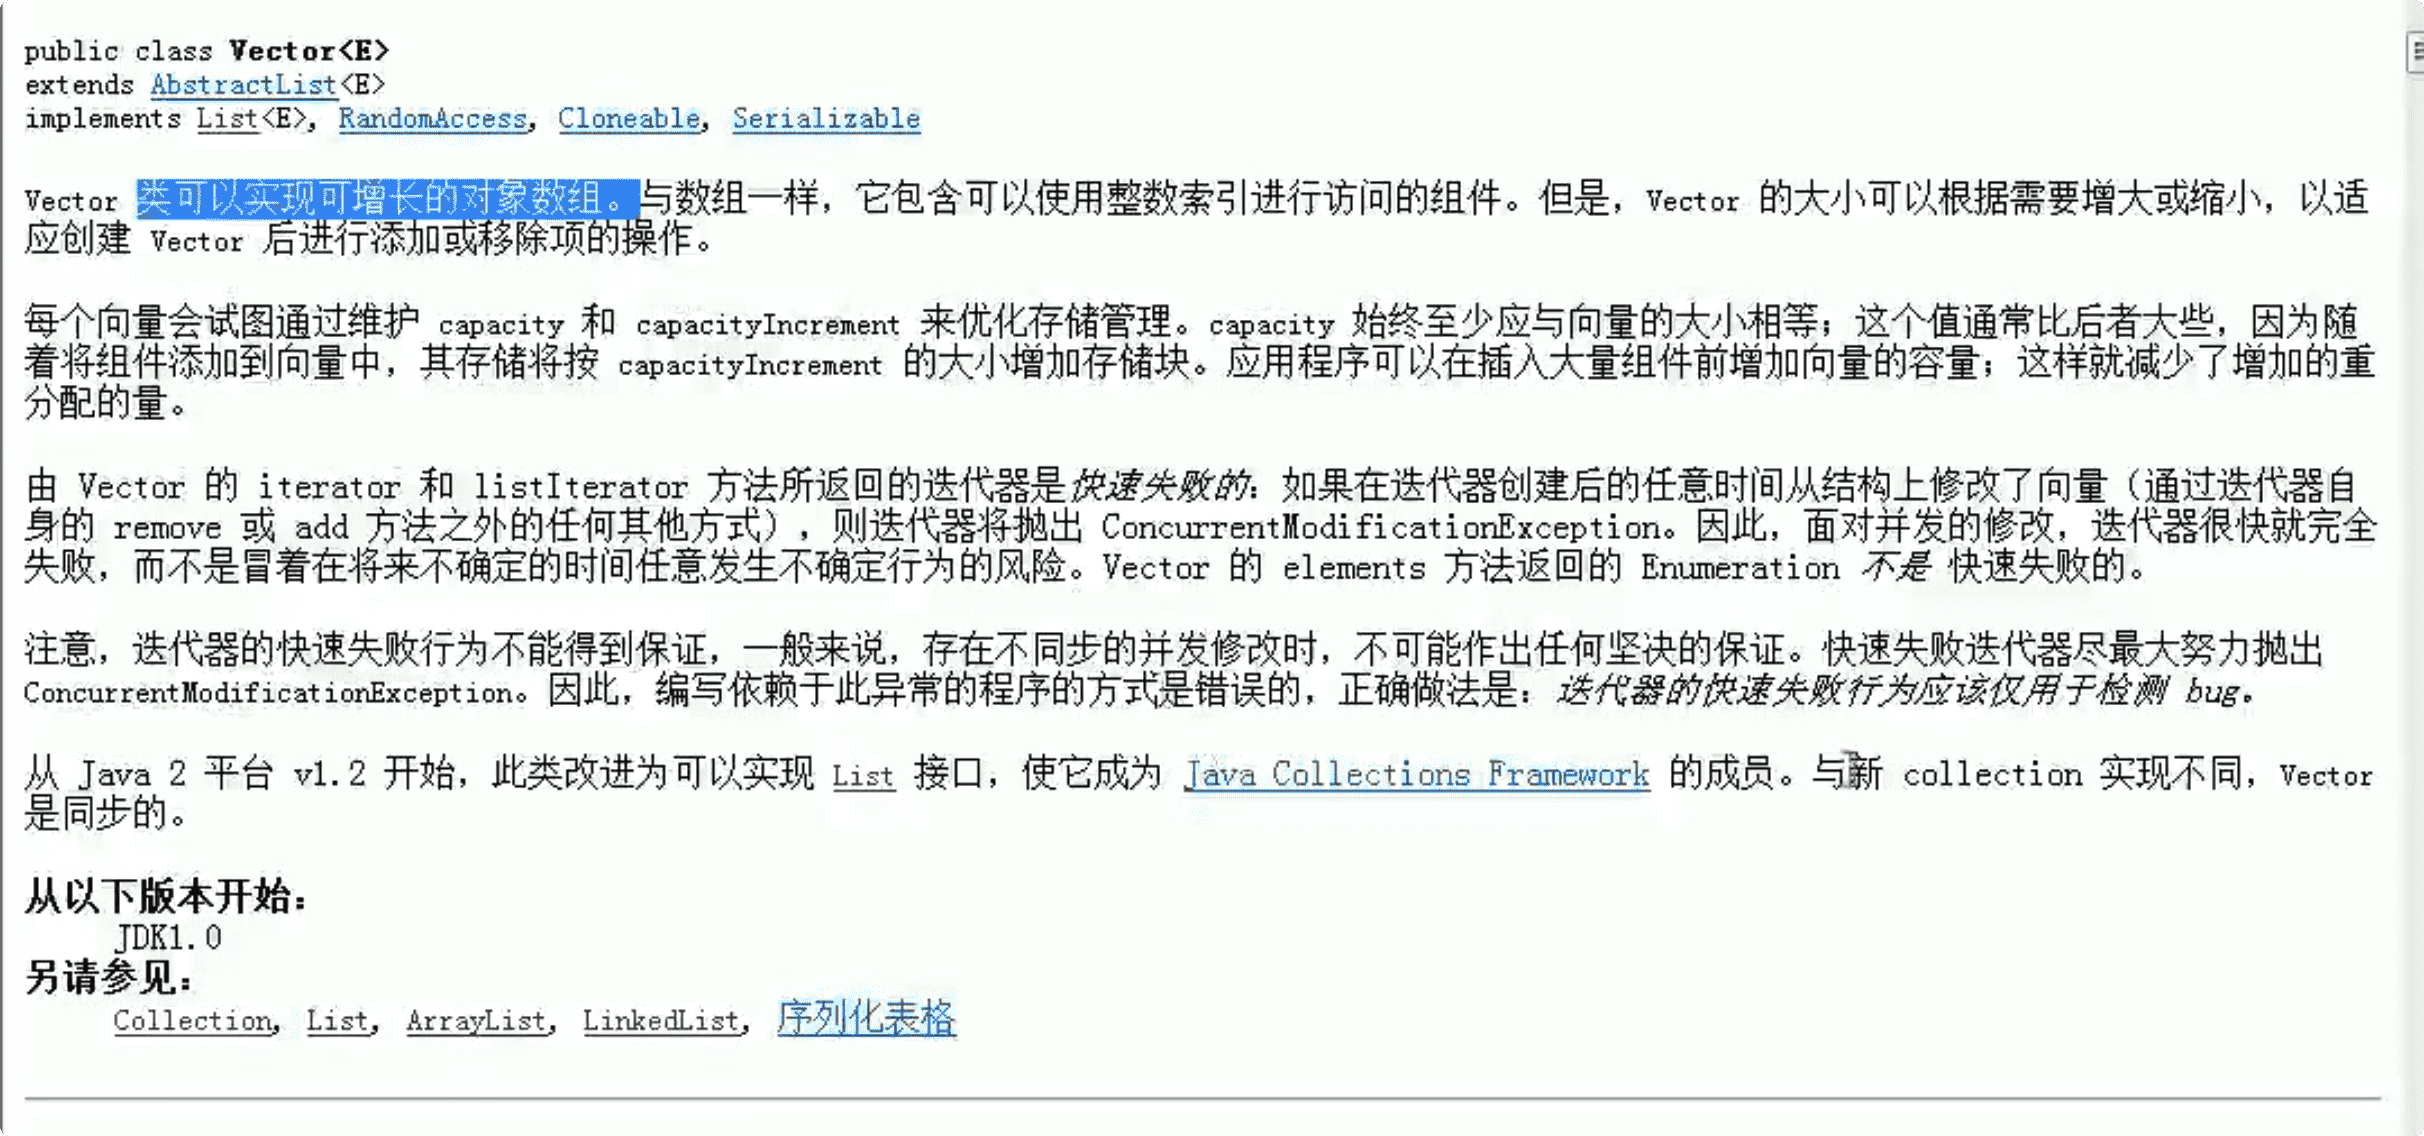 public class Vector<E>
extends AbstractList<E>
implements List<E>, RandomAccess, Cloneable, Serializable
Vector 类可以实现可增长的对象数组。与数组一样，它包含可以使用整数索引进行访问的组件。但是，Vector 的大小可以根据需要增大或缩小，以适
应创建 Vector 后进行添加或移除项的操作。
每个向量会试图通过维护 capacity 和 capacityIncrement 来优化存储管理。capacity 始终至少应与向量的大小相等；这个值通常比后者大些，因为随
着将组件添加到向量中，其存储将按 capacityIncrement 的大小增加存储块。应用程序可以在插入大量组件前增加向量的容量；这样就减少了增加的重
分配的量。
由 Vector 的 iterator 和 listIterator 方法所返回的迭代器是快速失败的：如果在迭代器创建后的任意时间从结构上修改了向量（通过迭代器自
身的 remove 或 add 方法之外的任何其他方式），则迭代器将抛出 ConcurrentModificationException。因此，面对并发的修改，迭代器很快就完全
失败，而不是冒着在将来不确定的时间任意发生不确定行为的风险。Vector 的 elements 方法返回的 Enumeration 不是 快速失败的。
注意，迭代器的快速失败行为不能得到保证，一般来说，存在不同步的并发修改时，不可能作出任何坚决的保证。快速失败迭代器尽最大努力抛出
ConcurrentModificationException。因此，编写依赖于此异常的程序的方式是错误的，正确做法是：迭代器的快速失败行为应该仅用于检测 bug。
从 Java 2 平台 v1.2 开始，此类改进为可以实现 List 接口，使它成为 Java Collections Framework 的成员。与新 collection 实现不同，Vector
是同步的。
从以下版本开始：
JDK1.0
另请参见：
Collection, List, ArrayList, LinkedList, 序列化表格